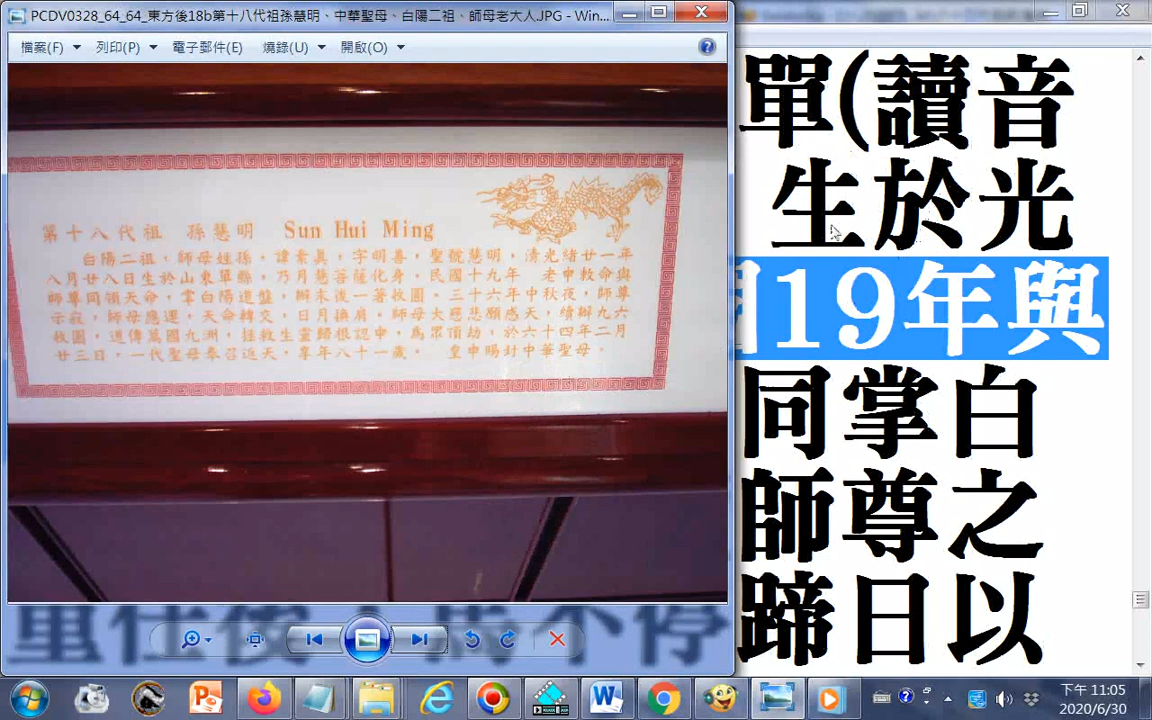 PCDV0328_64_64_東方後18b第十八代祖孫慧明、中華聖母、白陽二祖、師母老大人.JPG - Win...
檔案(F) 列印(P) 電子郵件(E) 燒錄(U) 開啟(O)
第十八代祖 孫慧明 Sun Hui Ming
白陽二祖，師母姓孫，諱素真，字明善，聖號慧明，清光緒廿一年
八月廿八日生於山東單縣，乃月慧菩薩化身，民國十九年 老申敕命與
師尊同領天命，掌白陽道盤，辦末後一著收圓，三十六年中秋夜，師尊
示寂，師母應運，天命轉交，日月換肩，師母大慈悲願感天，續辦九六
收圓，道傳萬國九洲，拯救生靈歸根認申，為眾頂劫，於六十四年二月
廿三日，一代聖母奉召返天，享年八十一歲。 皇申賜封中華聖母。
單(讀音
生於光
19年與
同掌白
師尊之
蹄日以
下午 11:05
2020/6/30